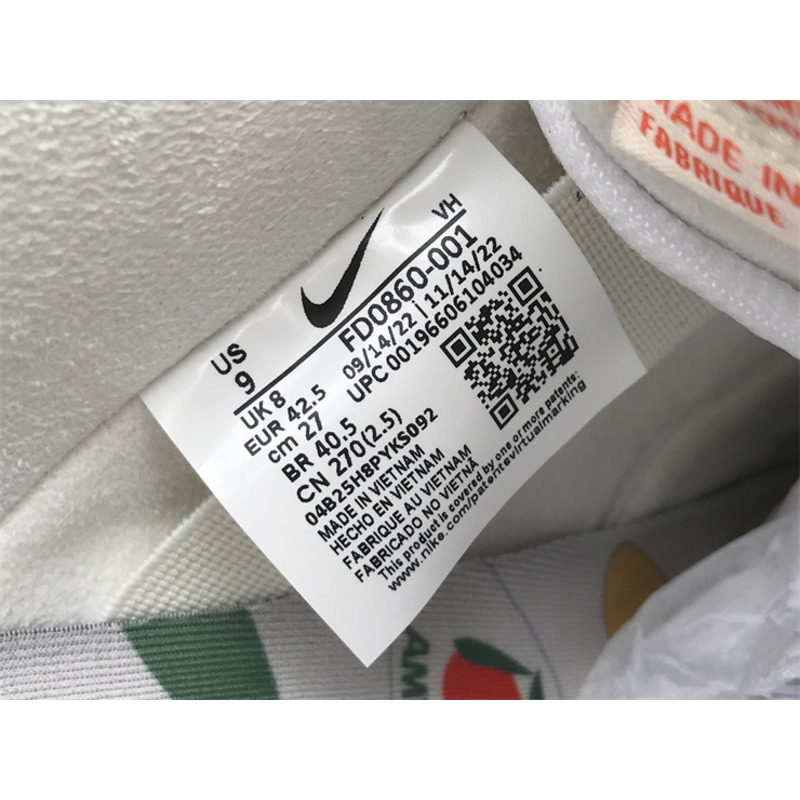 VH
US
9
FD0860-001
UK 8
09/14/22 | 11/14/22
EUR 42.5
UPC 00196606104034
cm 27
BR 40.5
CN 270(2.5)
04B25H8PYKS092
MADE IN VIETNAM
HECHO EN VIETNAM
FABRIQUE AU VIETNAM
FABRICADO NO VIETNÃ
This product is covered by one or more patents:
www.nike.com/patentsvirtualmarking
MADE IN
FABRIQUE
AM